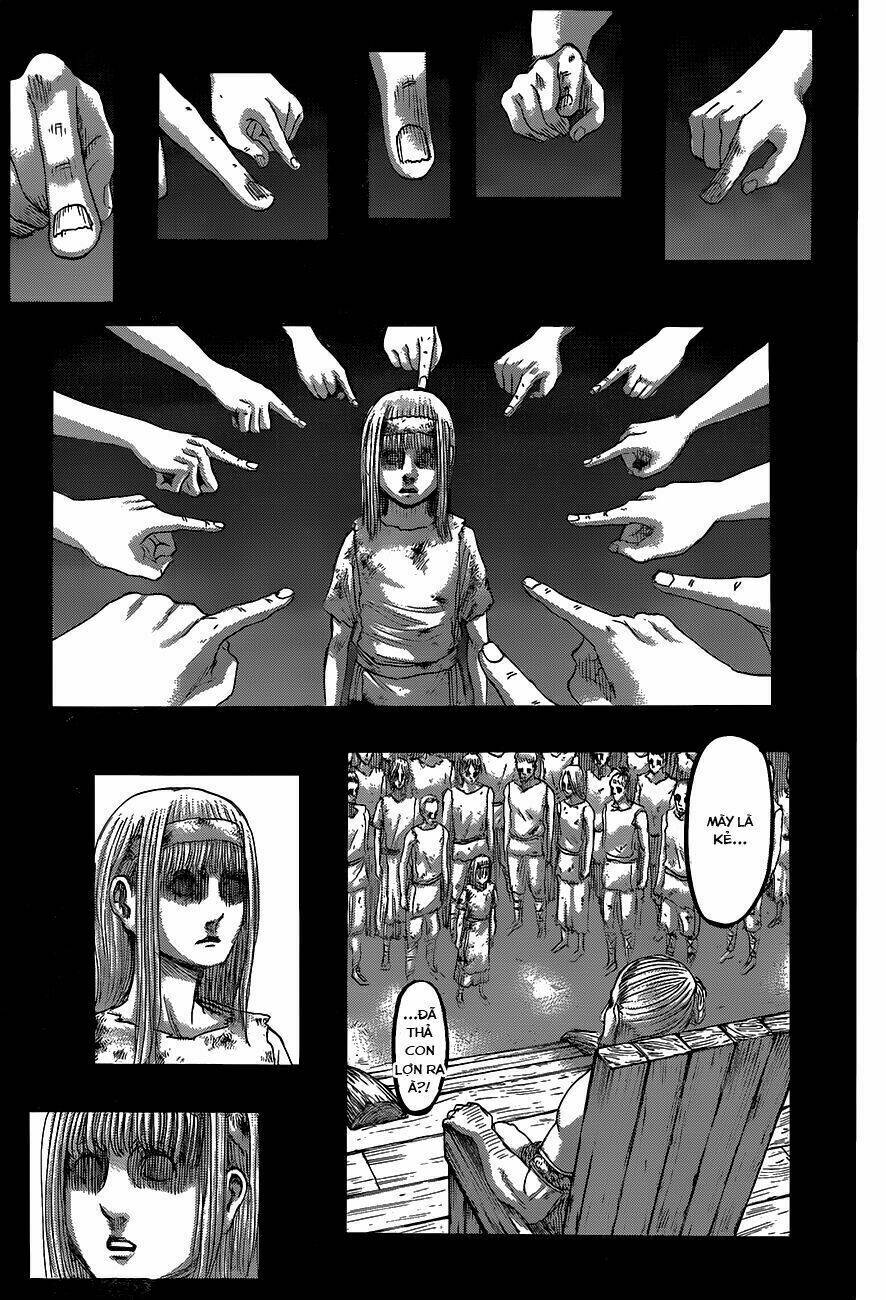 MÀY LÀ
KẺ...
...ĐÃ
THẢ
CON
LỢN RA
À?!